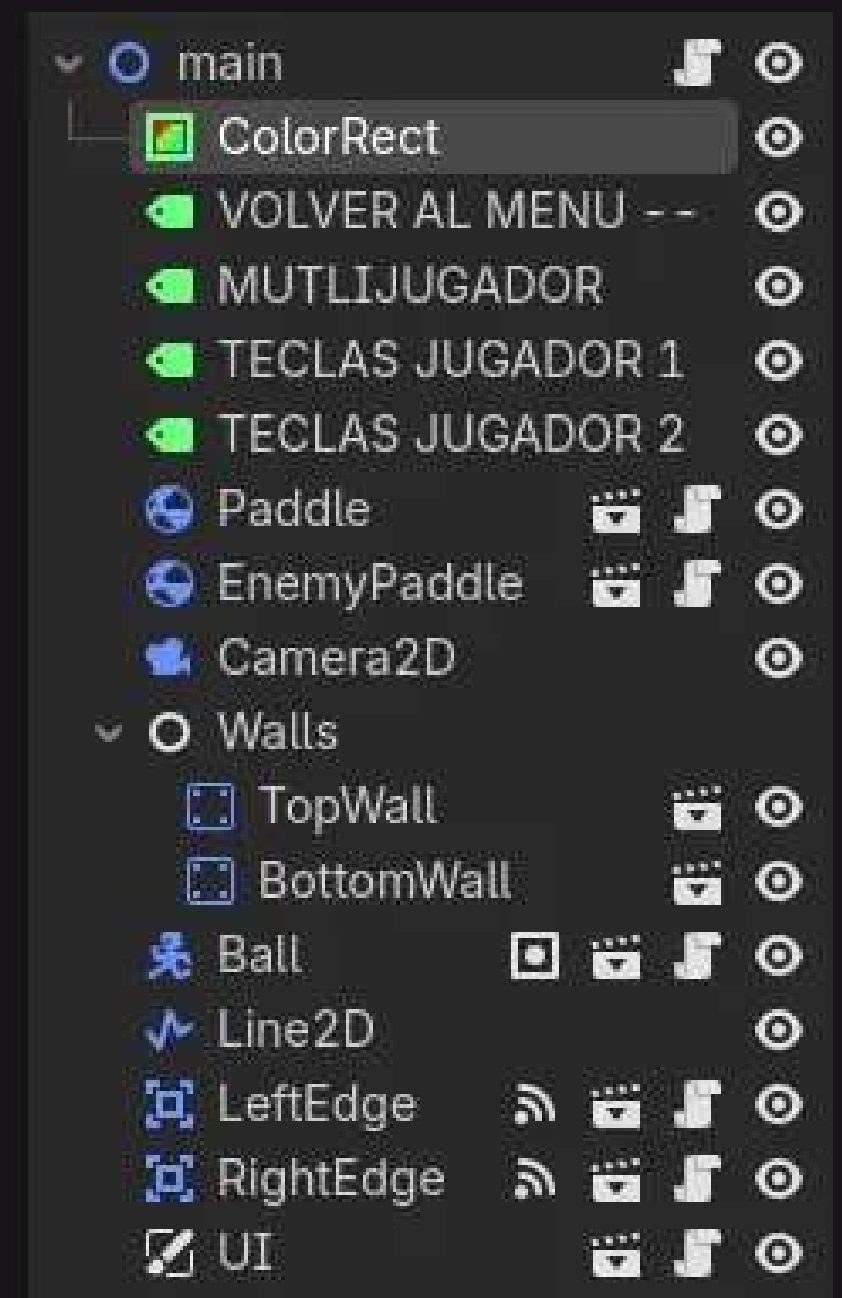 main
ColorRect
VOLVER AL MENU --
MUTLIJUGADOR
TECLAS JUGADOR 1
TECLAS JUGADOR 2
Paddle
EnemyPaddle
Camera2D
Walls
TopWall
BottomWall
Ball
Line2D
LeftEdge
RightEdge
UI